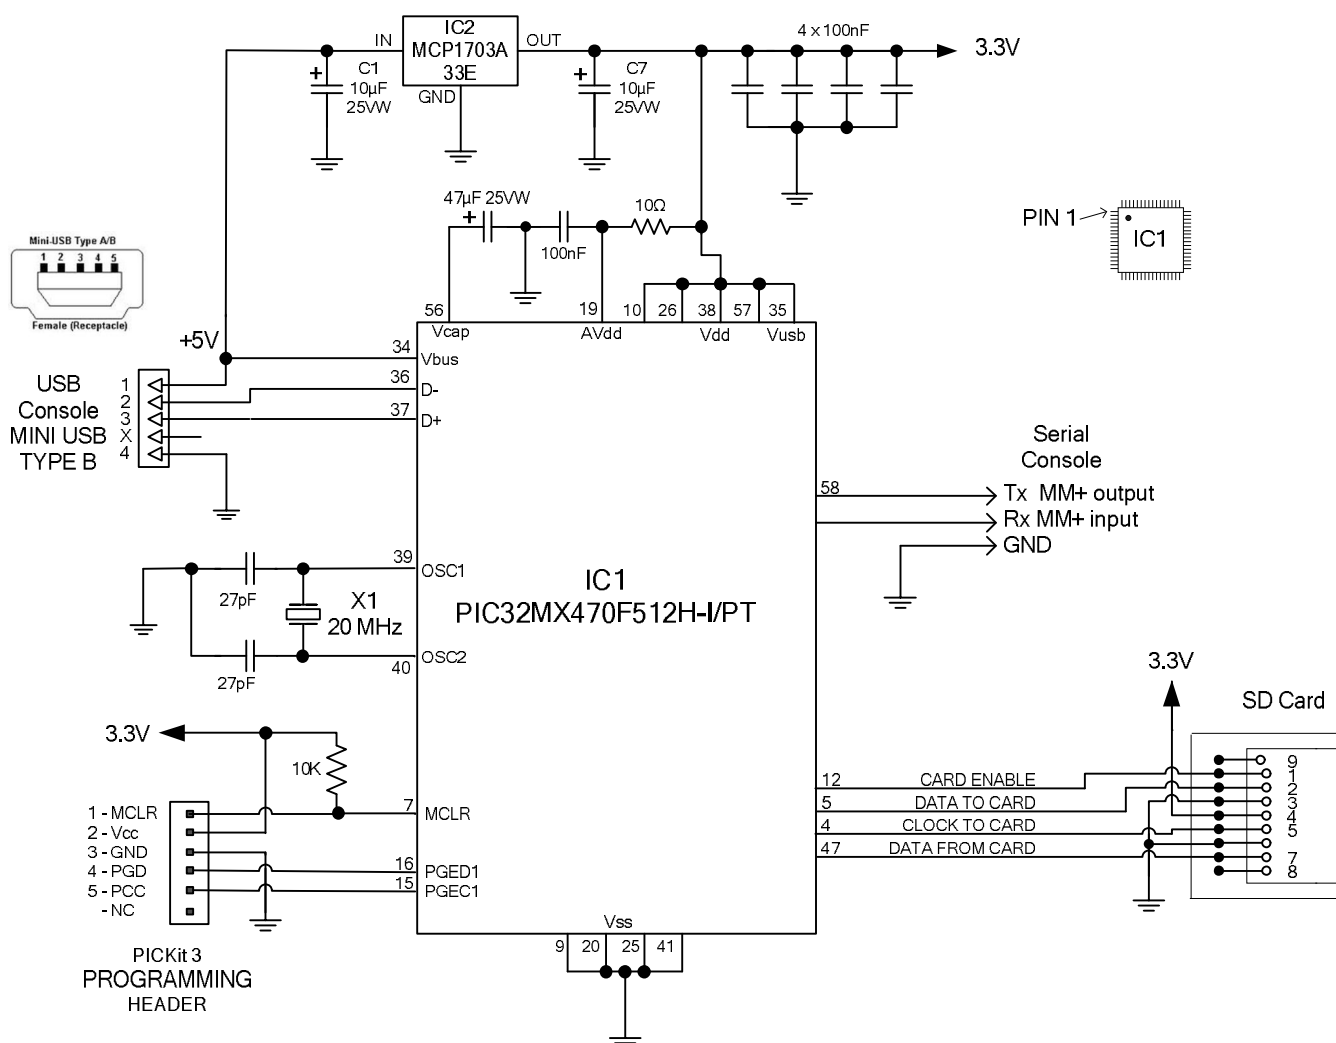 IC2
MCP1703A
33E
IN
OUT
GND
C1
10µF
25VW
C7
10µF
25VW
4 x 100nF
3.3V
47µF 25VW
100nF
10Ω
PIN 1
IC1
Mini-USB Type A/B
1 2 3 4 5
Female (Receptacle)
+5V
USB
Console
MINI USB
TYPE B
1
2
3
X
4
56
19
10
26
38
57
35
Vcap
AVdd
Vdd
Vusb
34
Vbus
36
D-
37
D+
Serial
Console
58
Tx MM+ output
Rx MM+ input
GND
39
OSC1
27pF
X1
20 MHz
40
OSC2
27pF
IC1
PIC32MX470F512H-I/PT
3.3V
10K
1 - MCLR
2 - Vcc
3 - GND
4 - PGD
5 - PCC
- NC
7
MCLR
16
PGED1
15
PGEC1
PICKit 3
PROGRAMMING
HEADER
3.3V
SD Card
12 CARD ENABLE
5 DATA TO CARD
4 CLOCK TO CARD
47 DATA FROM CARD
9
1
2
3
4
5
7
8
Vss
9
20
25
41